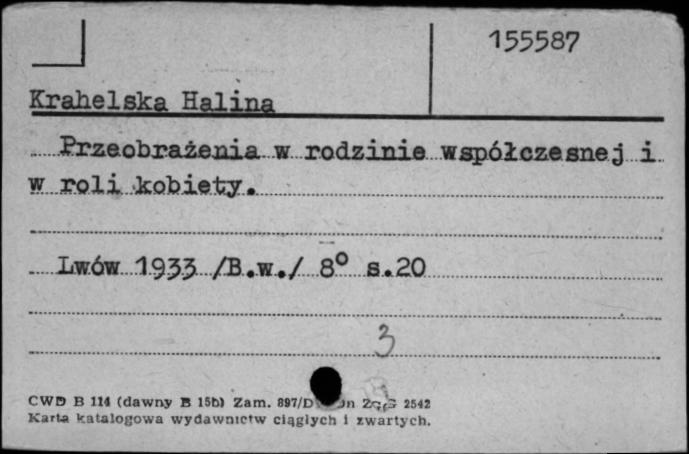 155587
Krahelska Halina
Przeobrażenia w rodzinie współczesnej i
w roli kobiety.
Lwów 1933 /B.w./ 8° s.20
3
CWD B 114 (dawny B 15b) Zam. 897/D 2542
Karta katalogowa wydawnictw ciągłych i zwartych.